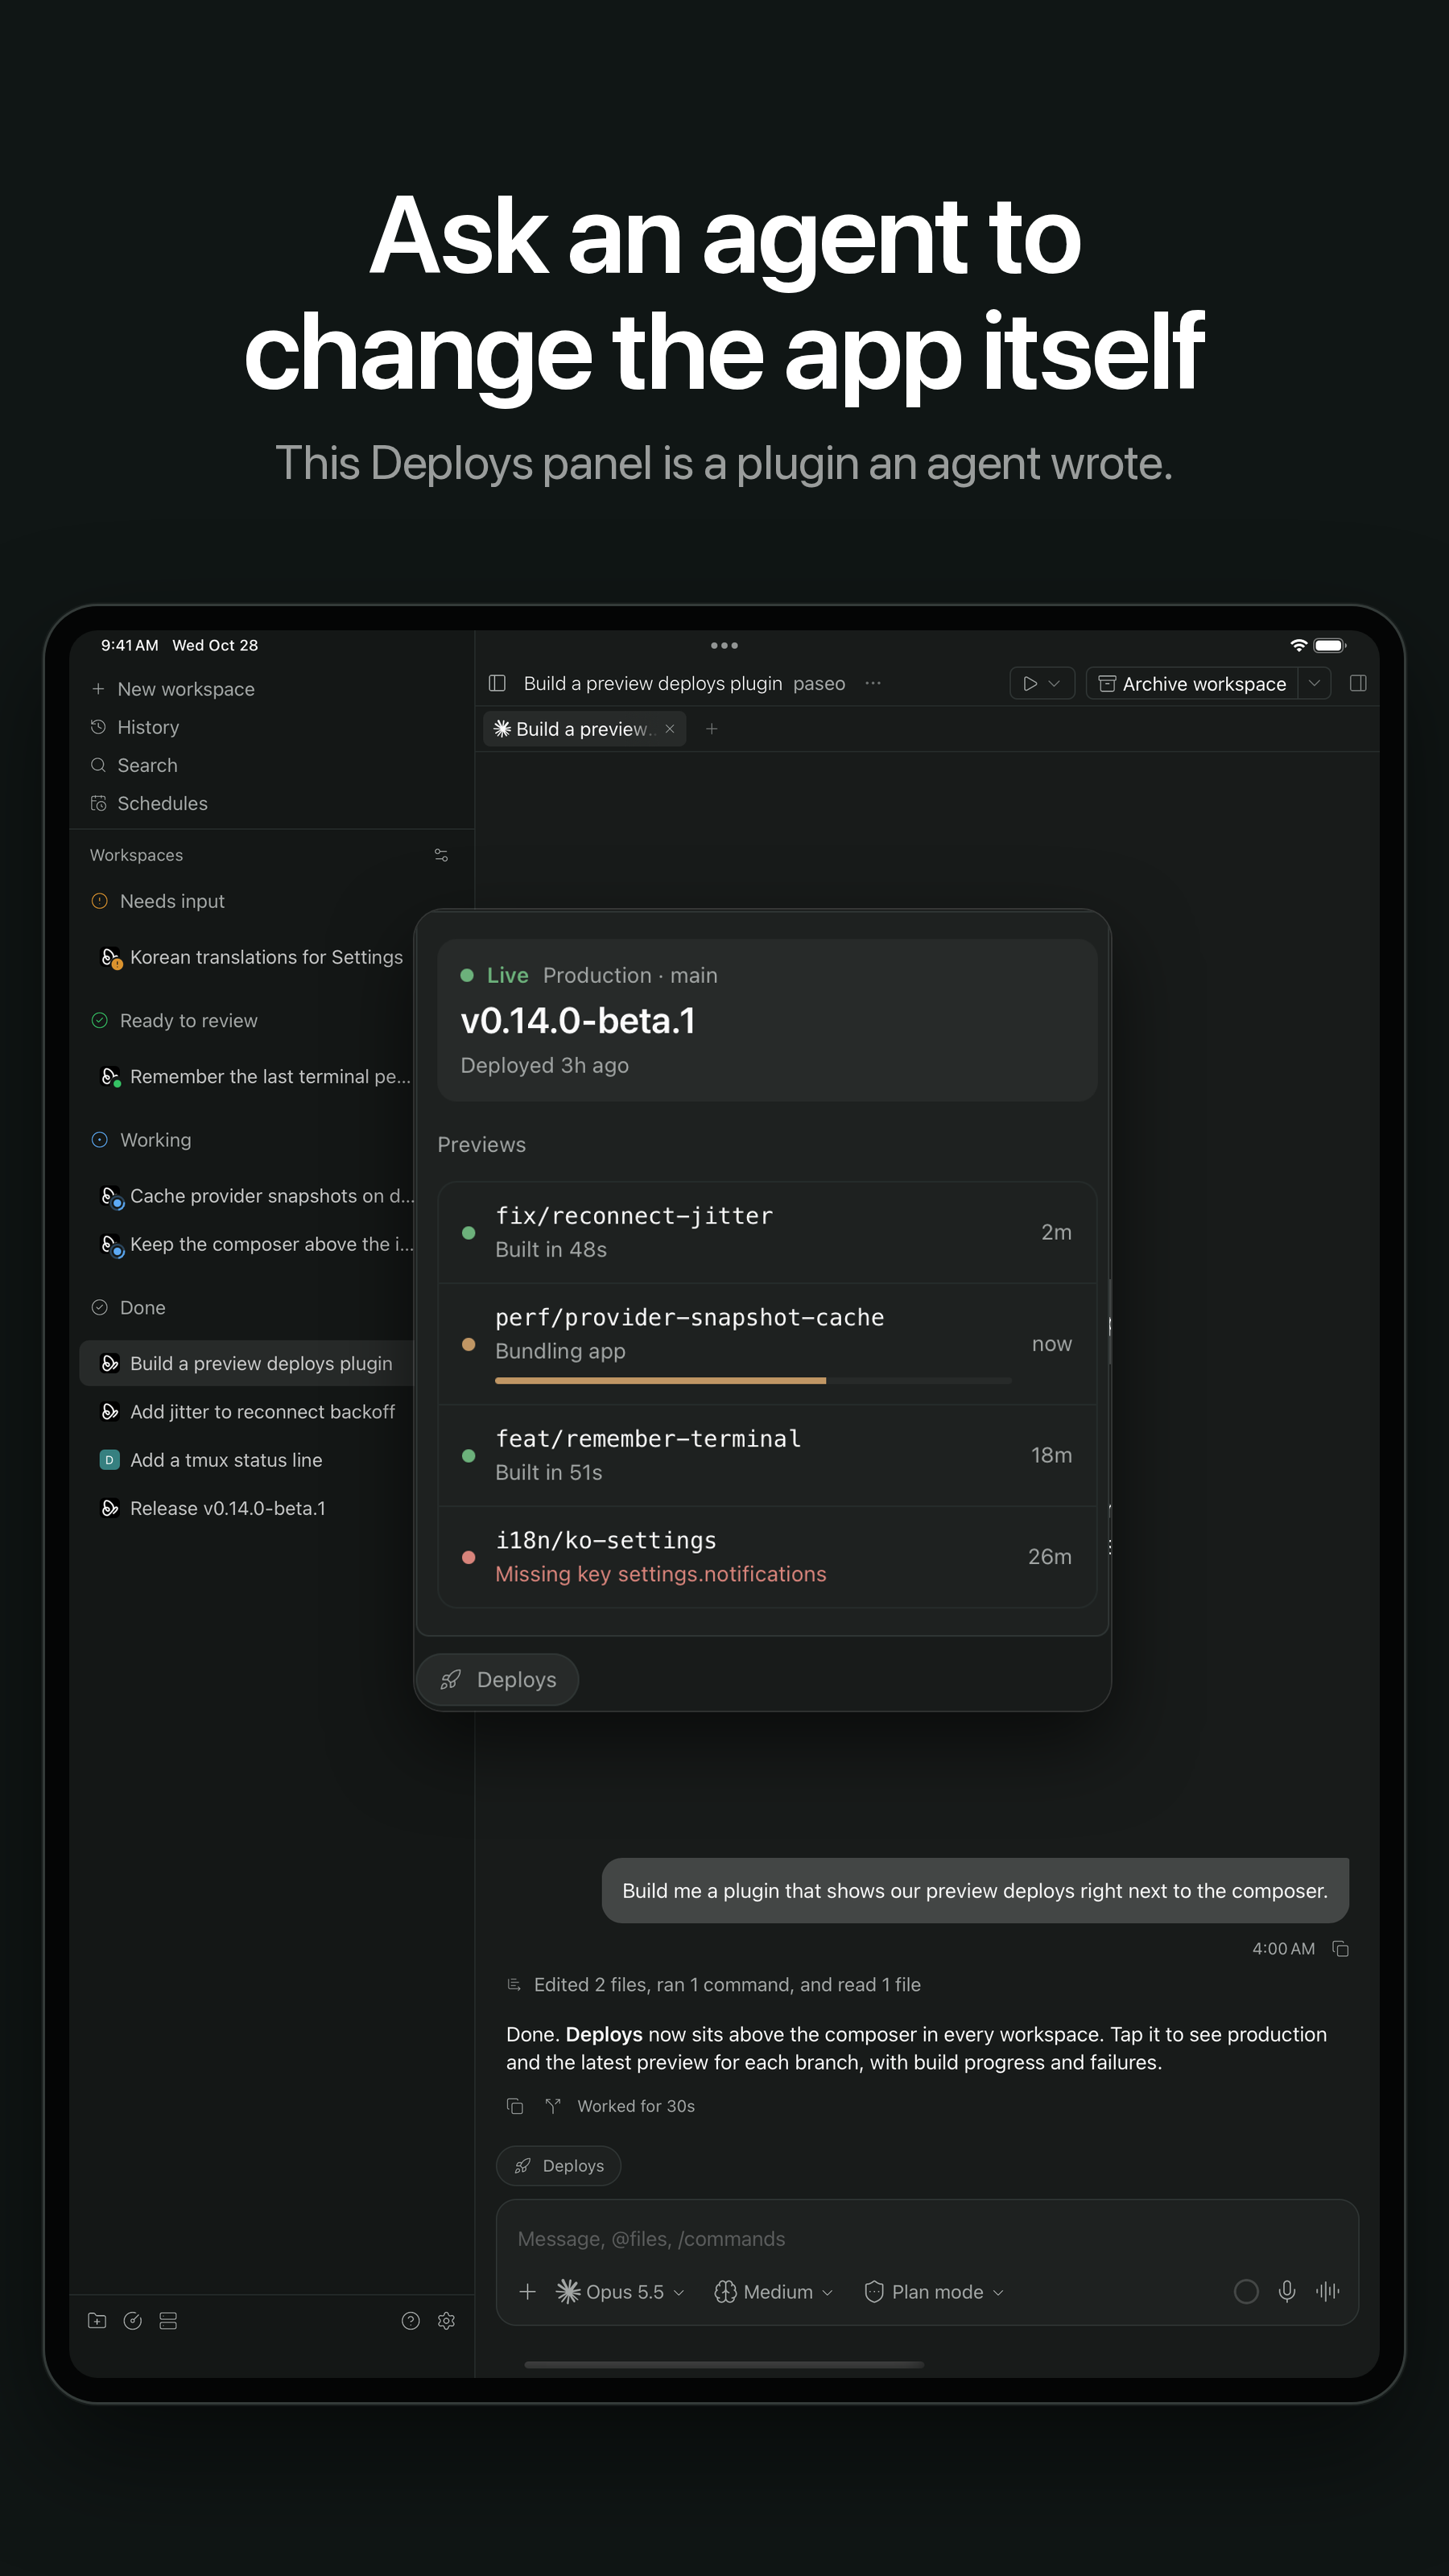 Ask an agent to
change the app itself
This Deploys panel is a plugin an agent wrote.
9:41 AM Wed Oct 28
New workspace
History
Search
Schedules
Workspaces
Needs input
Korean translations for Settings
Ready to review
Remember the last terminal pe...
Working
Cache provider snapshots on d...
Keep the composer above the i...
Done
Build a preview deploys plugin
Add jitter to reconnect backoff
D Add a tmux status line
Release v0.14.0-beta.1
Build a preview deploys plugin paseo
Archive workspace
Build a preview...
Live Production · main
v0.14.0-beta.1
Deployed 3h ago
Previews
fix/reconnect-jitter
Built in 48s
2m
perf/provider-snapshot-cache
Bundling app
now
feat/remember-terminal
Built in 51s
18m
i18n/ko-settings
Missing key settings.notifications
26m
Deploys
Build me a plugin that shows our preview deploys right next to the composer.
4:00 AM
Edited 2 files, ran 1 command, and read 1 file
Done. Deploys now sits above the composer in every workspace. Tap it to see production
and the latest preview for each branch, with build progress and failures.
Worked for 30s
Deploys
Message, @files, /commands
Opus 5.5 Medium Plan mode